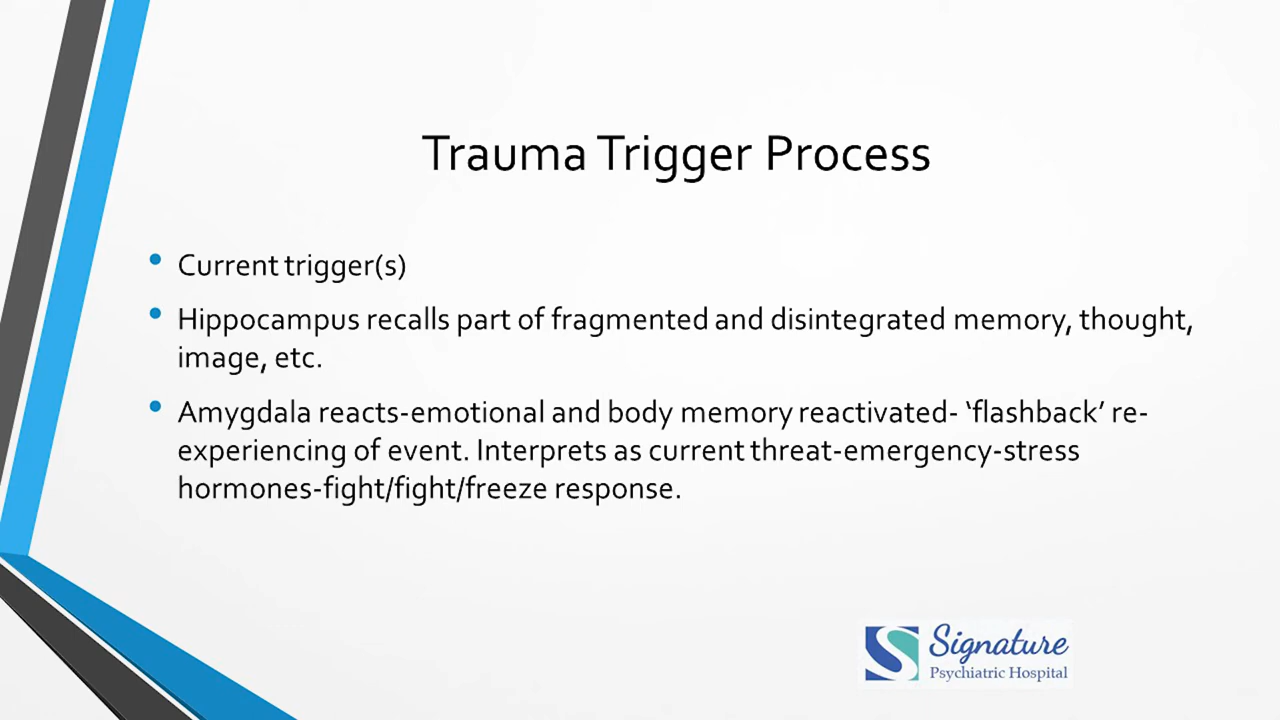 Trauma Trigger Process
• Current trigger(s)
• Hippocampus recalls part of fragmented and disintegrated memory, thought,
image, etc.
• Amygdala reacts-emotional and body memory reactivated- ‘flashback’ re-
experiencing of event. Interprets as current threat-emergency-stress
hormones-fight/fight/freeze response.
Signature
Psychiatric Hospital